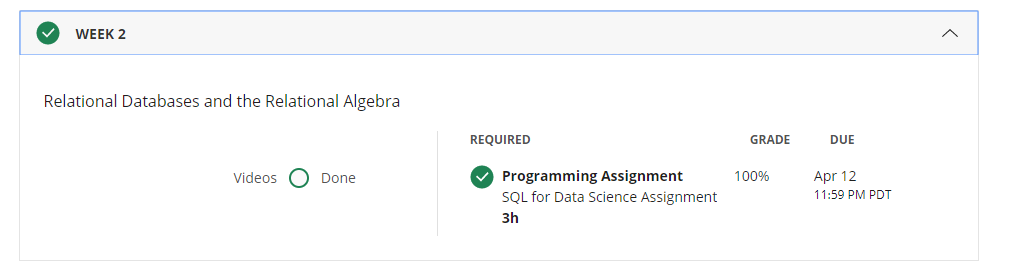 WEEK 2
Relational Databases and the Relational Algebra
Videos Done
REQUIRED GRADE DUE
Programming Assignment 100% Apr 12
SQL for Data Science Assignment 11:59 PM PDT
3h